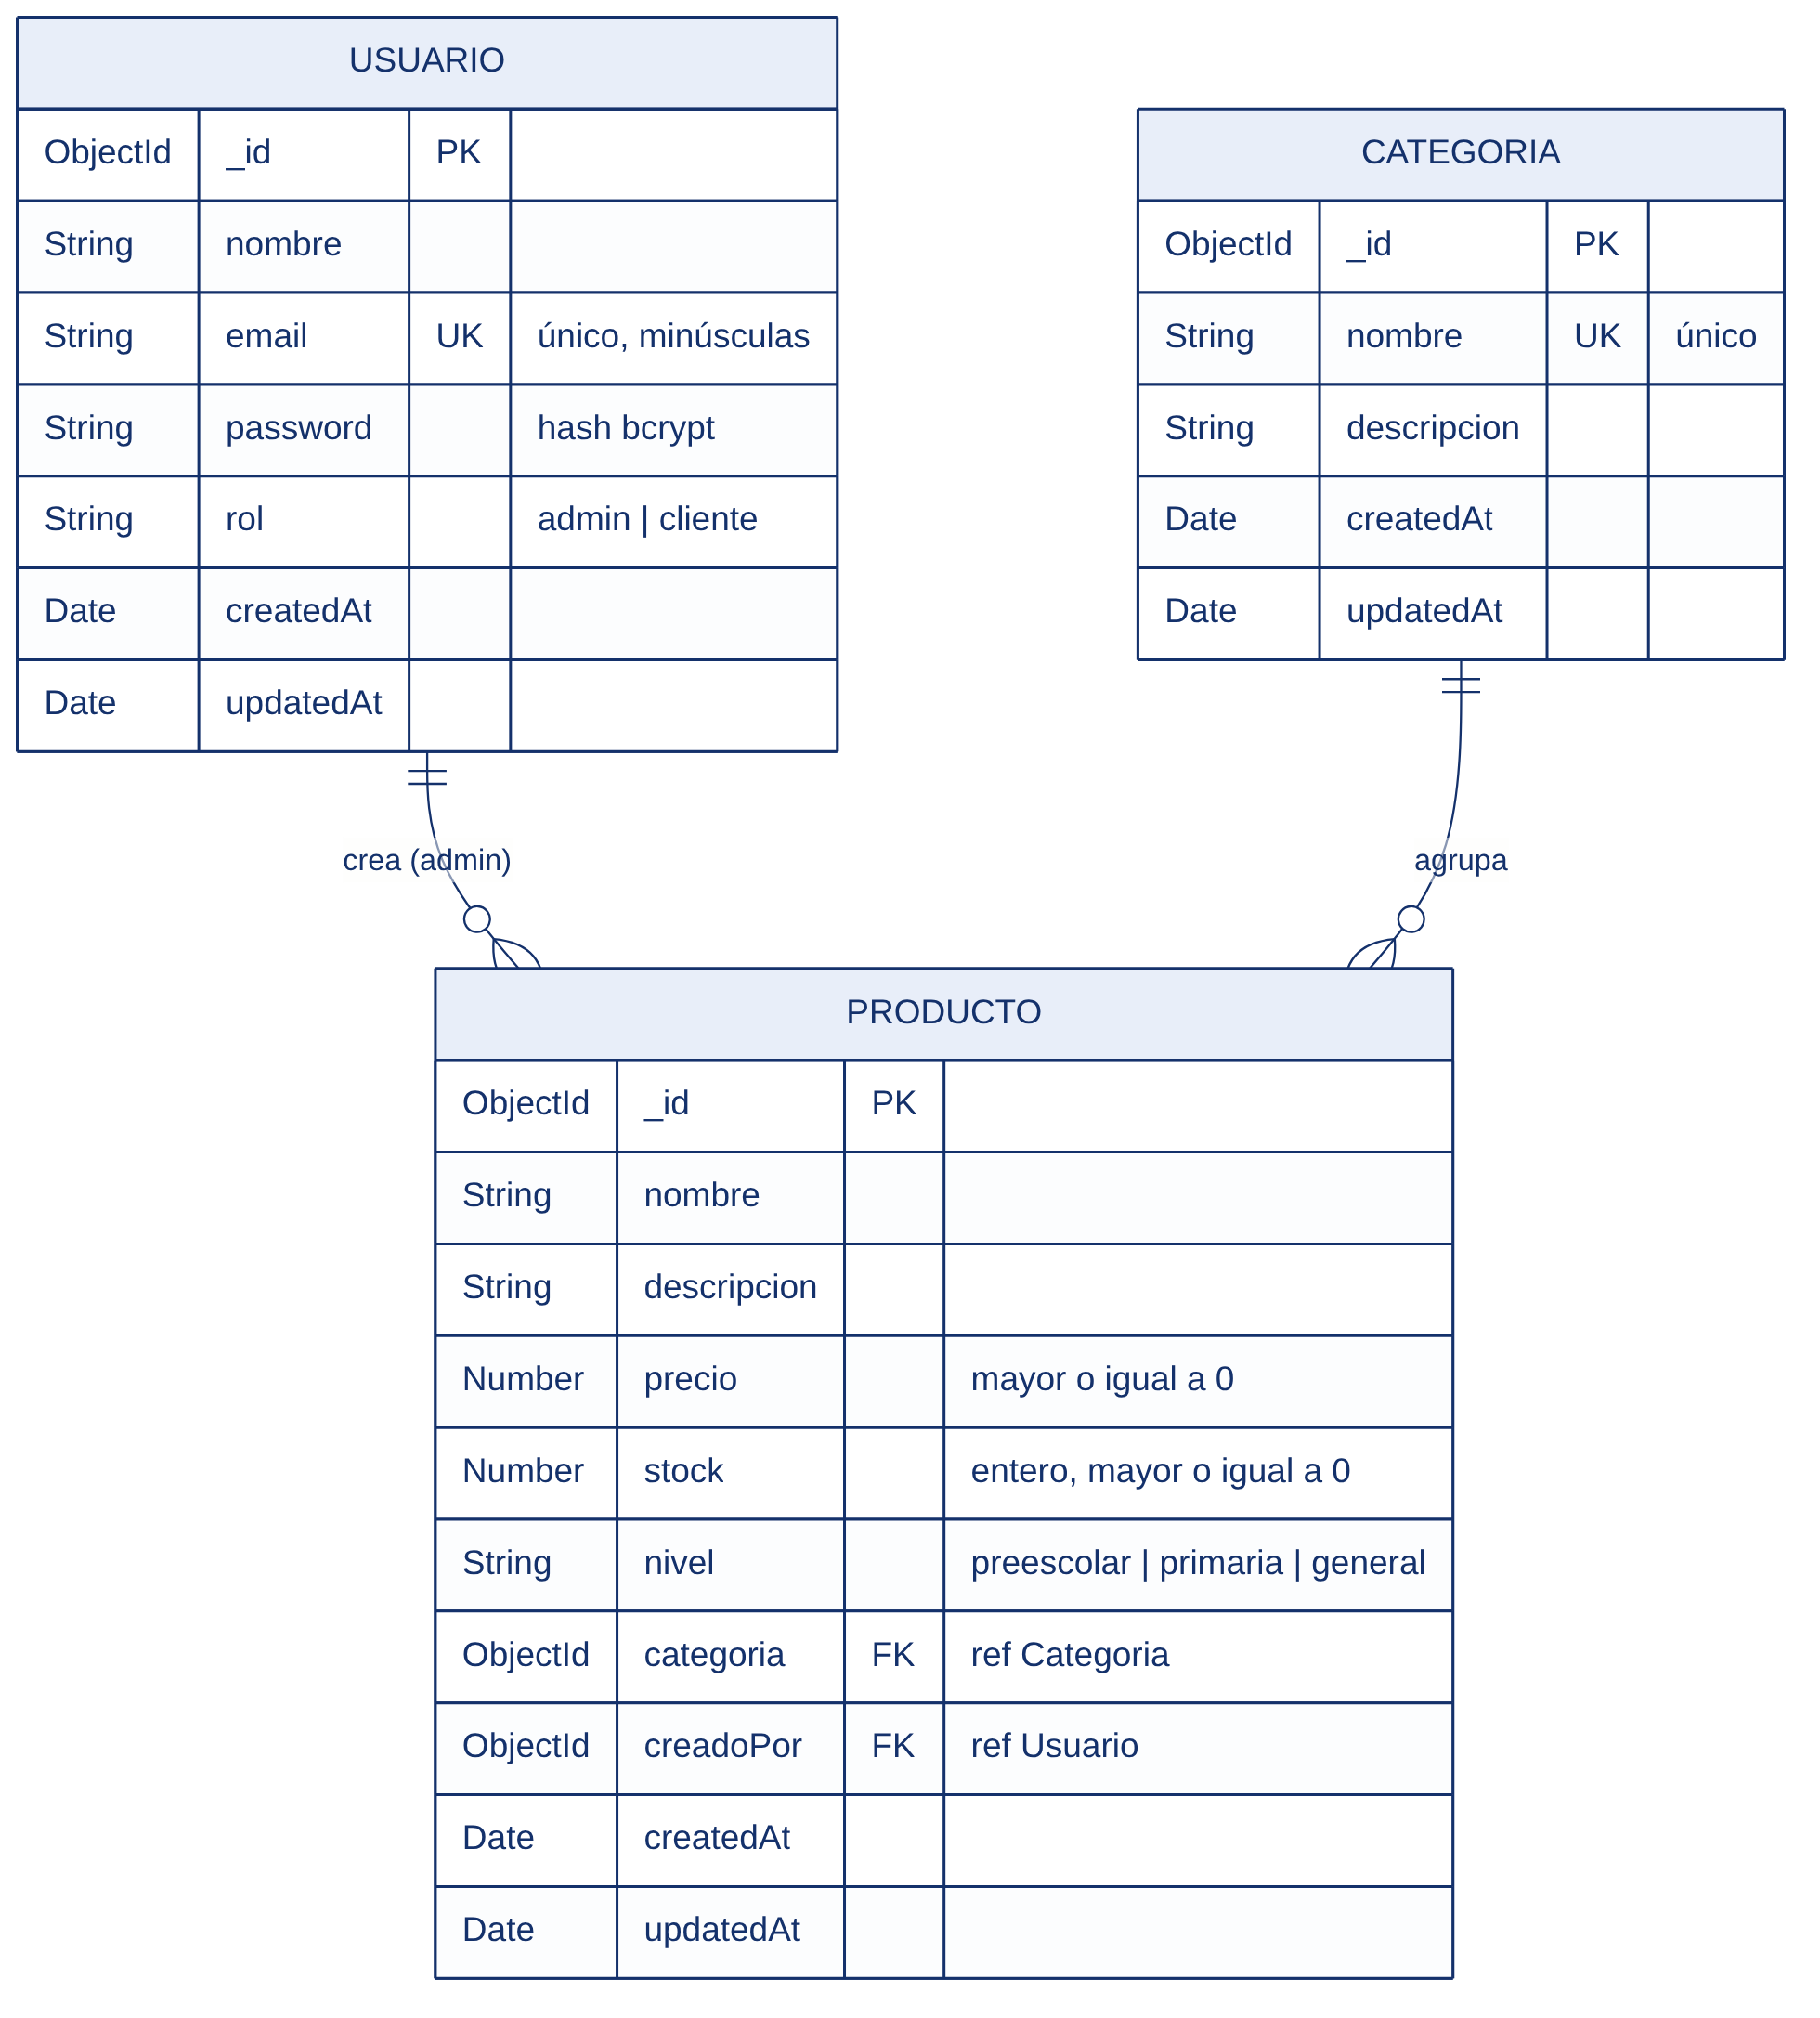 USUARIO
ObjectId _id PK
String nombre
String email UK único, minúsculas
String password hash bcrypt
String rol admin | cliente
Date createdAt
Date updatedAt
CATEGORIA
ObjectId _id PK
String nombre UK único
String descripcion
Date createdAt
Date updatedAt
crea (admin)
agrupa
PRODUCTO
ObjectId _id PK
String nombre
String descripcion
Number precio mayor o igual a 0
Number stock entero, mayor o igual a 0
String nivel preescolar | primaria | general
ObjectId categoria FK ref Categoria
ObjectId creadoPor FK ref Usuario
Date createdAt
Date updatedAt